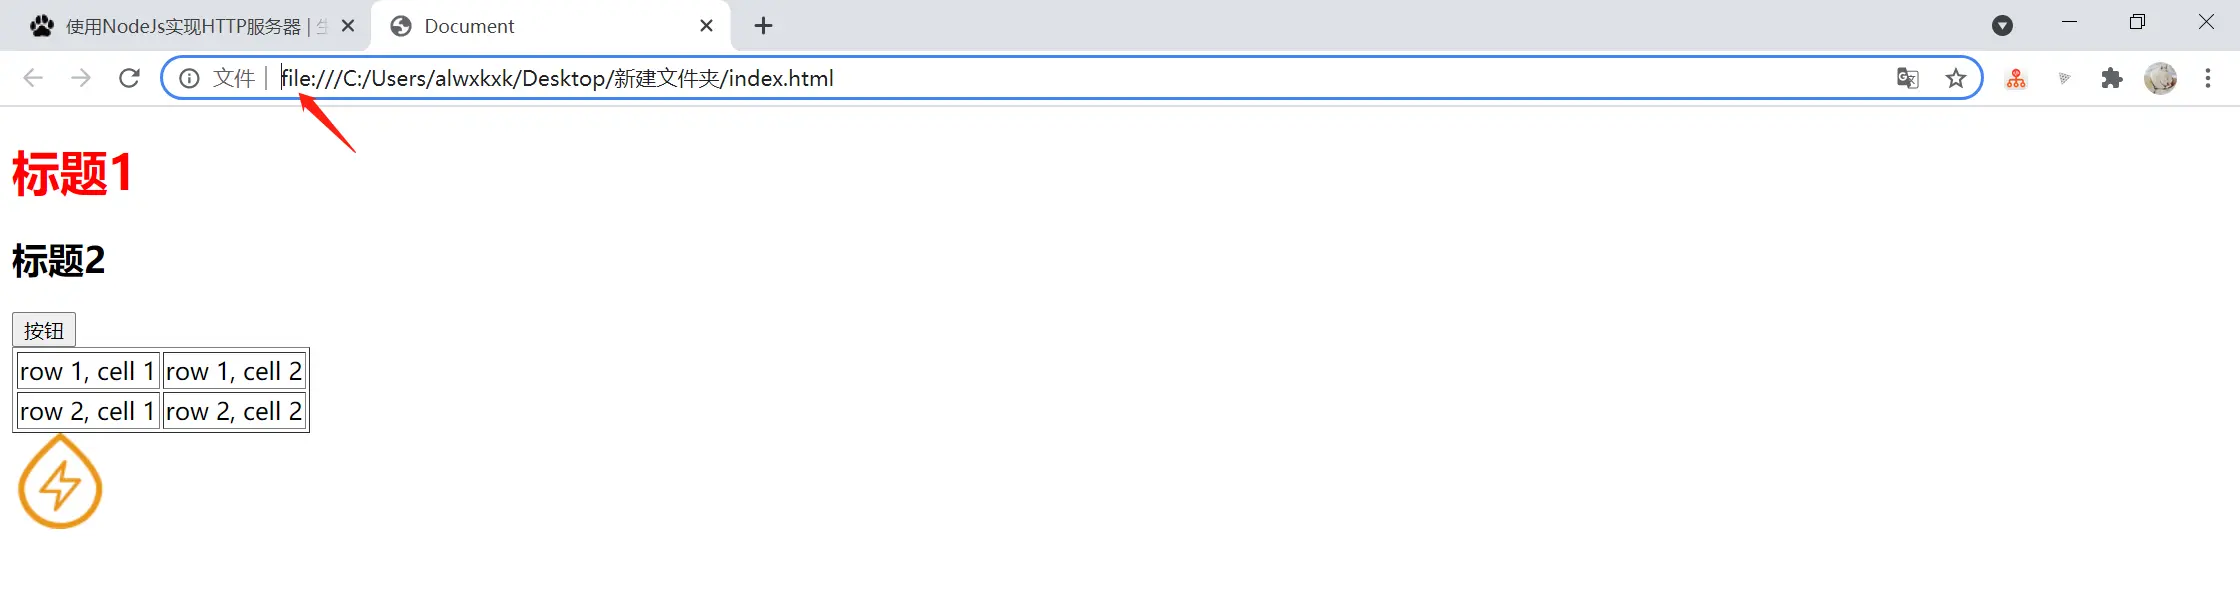 使用NodeJs实现HTTP服务器 |
Document
文件 | file:///C:/Users/alwxkxk/Desktop/新建文件夹/index.html
标题1
标题2
按钮
row 1, cell 1 row 1, cell 2
row 2, cell 1 row 2, cell 2